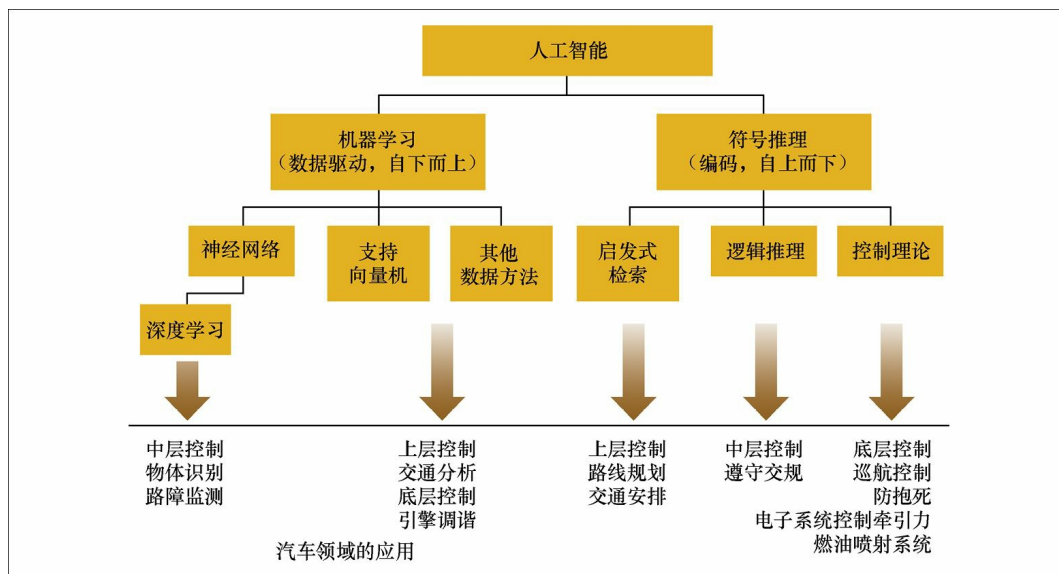 人工智能
机器学习
（数据驱动，自下而上）
符号推理
（编码，自上而下）
神经网络
支持
向量机
其他
数据方法
启发式
检索
逻辑推理
控制理论
深度学习
中层控制
物体识别
路障监测
上层控制
交通分析
底层控制
引擎调谐
上层控制
路线规划
交通安排
中层控制
遵守交规
底层控制
巡航控制
防抱死
电子系统控制牵引力
燃油喷射系统
汽车领域的应用